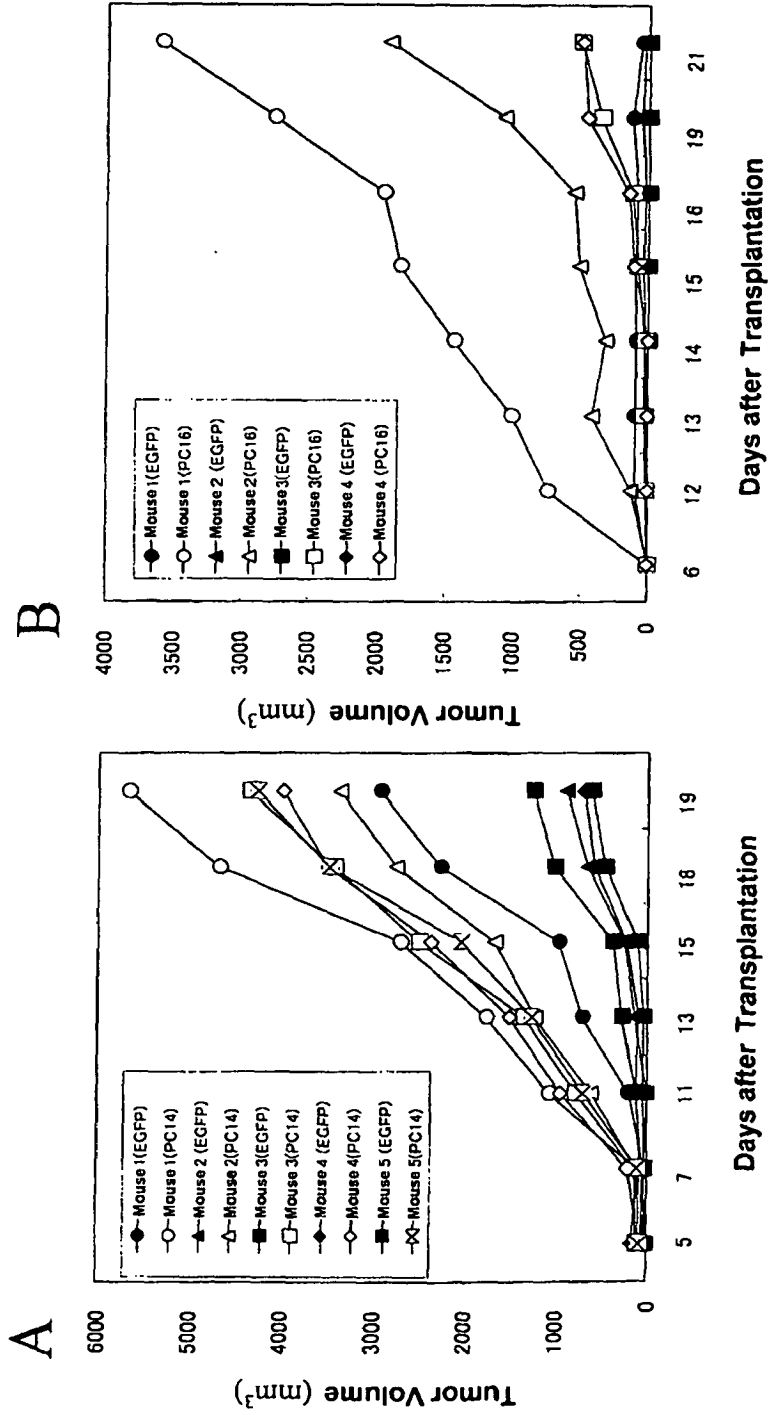 A
Tumor Volume (mm³)
6000
5000
4000
3000
2000
1000
0
Mouse 1(EGFP)
Mouse 1(PC14)
Mouse 2 (EGFP)
Mouse 2(PC14)
Mouse 3(EGFP)
Mouse 3(PC14)
Mouse 4 (EGFP)
Mouse 4(PC14)
Mouse 5 (EGFP)
Mouse 5(PC14)
5 7 11 13 15 18 19
Days after Transplantation
B
Tumor Volume (mm³)
4000
3500
3000
2500
2000
1500
1000
500
0
Mouse 1(EGFP)
Mouse 1(PC16)
Mouse 2 (EGFP)
Mouse 2(PC16)
Mouse 3(EGFP)
Mouse 3(PC16)
Mouse 4 (EGFP)
Mouse 4 (PC16)
6 12 13 14 15 16 19 21
Days after Transplantation